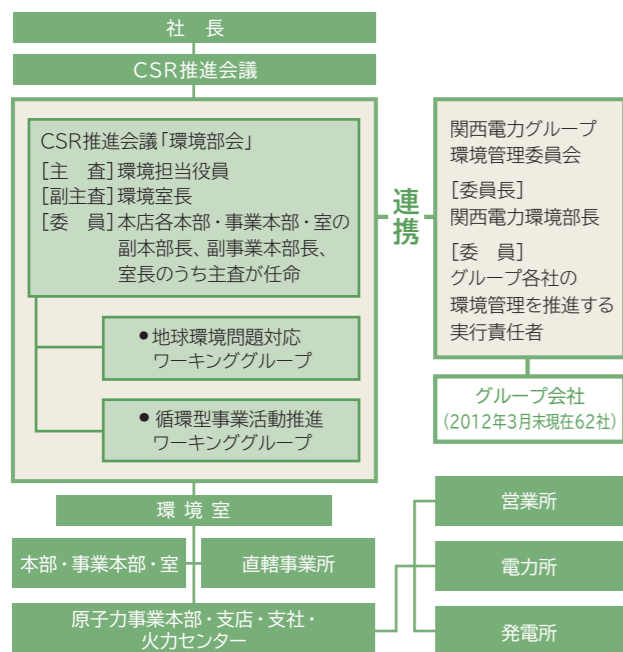 社　長
CSR推進会議
CSR推進会議「環境部会」
［主　査］環境担当役員
［副主査］環境室長
［委　員］本店各本部・事業本部・室の
副本部長、副事業本部長、
室長のうち主査が任命
●地球環境問題対応
ワーキンググループ
●循環型事業活動推進
ワーキンググループ
連携
関西電力グループ
環境管理委員会
［委員長］
関西電力環境部長
［委　員］
グループ各社の
環境管理を推進する
実行責任者
グループ会社
（2012年3月末現在62社）
環 境 室
本部・事業本部・室
直轄事業所
原子力事業本部・支店・支社・
火力センター
営業所
電力所
発電所